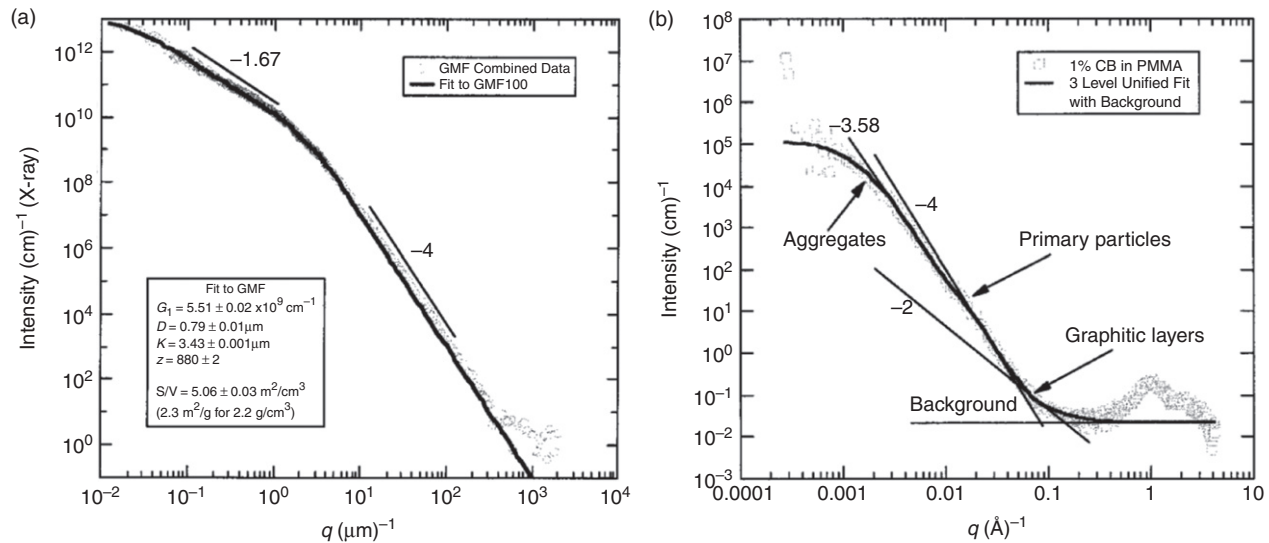 (a)
Intensity (cm)⁻¹ (X-ray)
10¹²
10¹⁰
10⁸
10⁶
10⁴
10²
10⁰
–1.67
GMF Combined Data
Fit to GMF100
–4
Fit to GMF
G₁ = 5.51 ± 0.02 x10⁹ cm⁻¹
D = 0.79 ± 0.01µm
K = 3.43 ± 0.001µm
z = 880 ± 2
S/V = 5.06 ± 0.03 m²/cm³
(2.3 m²/g for 2.2 g/cm³)
10⁻² 10⁻¹ 10⁰ 10¹ 10² 10³ 10⁴
q (µm)⁻¹
(b)
Intensity (cm)⁻¹
10⁸
10⁷
10⁶
10⁵
10⁴
10³
10²
10¹
10⁰
10⁻¹
10⁻²
10⁻³
1% CB in PMMA
3 Level Unified Fit
with Background
–3.58
–4
Aggregates
Primary particles
–2
Graphitic layers
Background
0.0001 0.001 0.01 0.1 1 10
q (Å)⁻¹